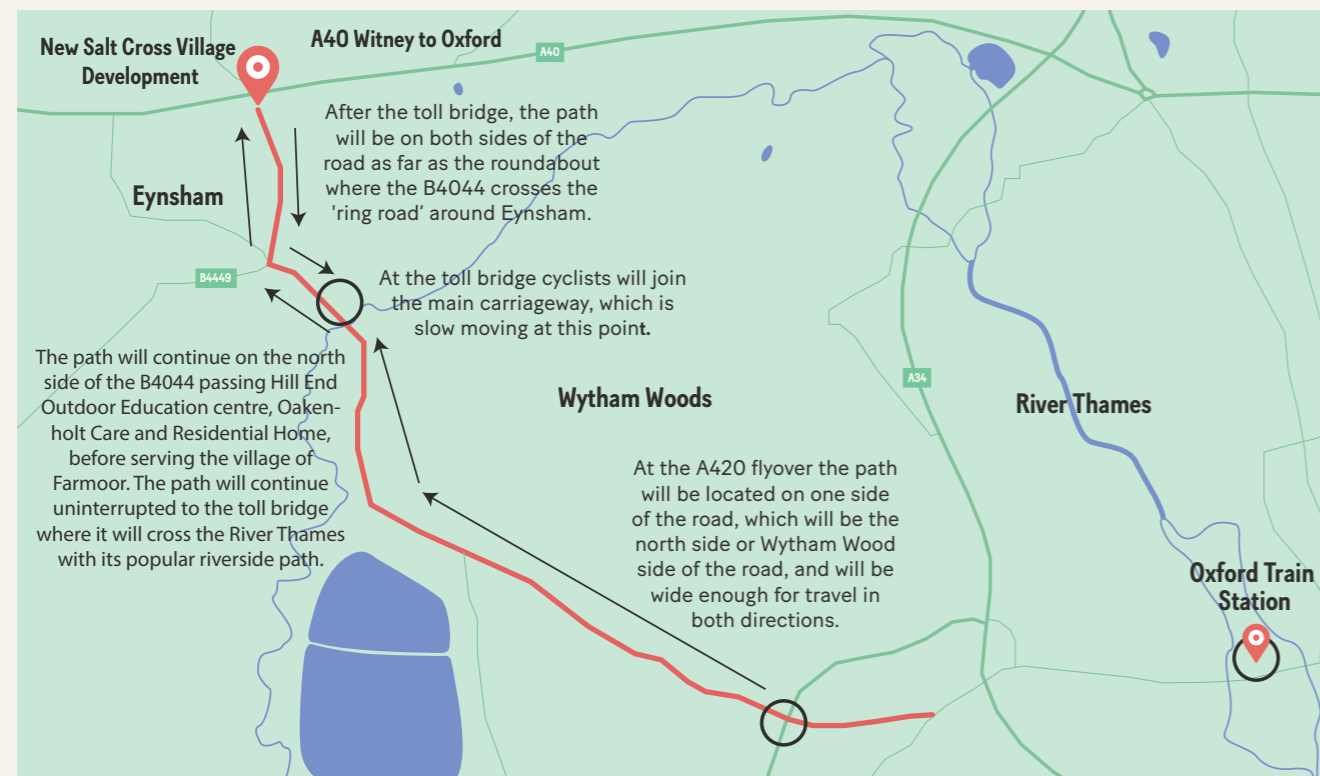 New Salt Cross Village
Development
A40 Witney to Oxford
A40
After the toll bridge, the path
will be on both sides of the
road as far as the roundabout
where the B4044 crosses the
'ring road' around Eynsham.
Eynsham
B4449
At the toll bridge cyclists will join
the main carriageway, which is
slow moving at this point.
The path will continue on the north
side of the B4044 passing Hill End
Outdoor Education centre, Oaken-
holt Care and Residential Home,
before serving the village of
Farmoor. The path will continue
uninterrupted to the toll bridge
where it will cross the River Thames
with its popular riverside path.
Wytham Woods
A34
River Thames
At the A420 flyover the path
will be located on one side
of the road, which will be the
north side or Wytham Wood
side of the road, and will be
wide enough for travel in
both directions.
Oxford Train
Station